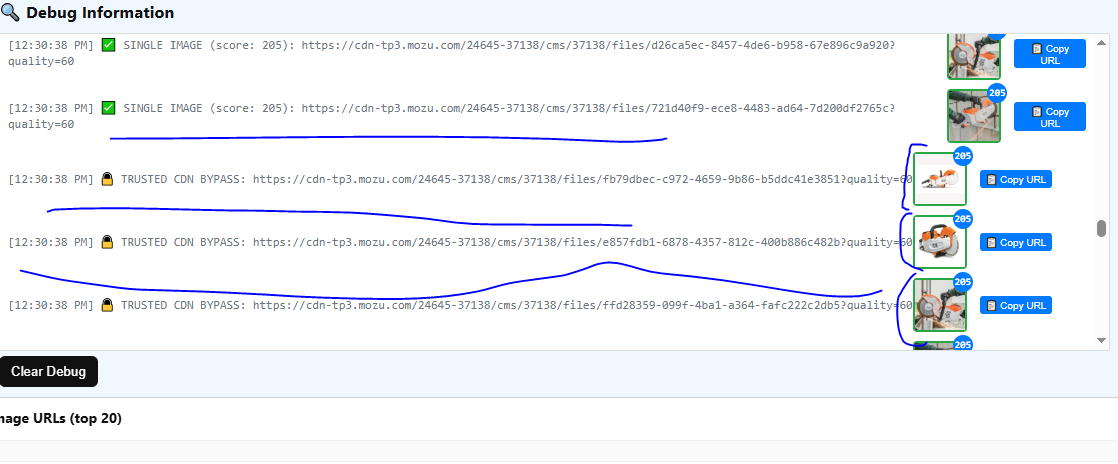 🔍 Debug Information
[12:30:38 PM] ✅ SINGLE IMAGE (score: 205): https://cdn-tp3.mozu.com/24645-37138/cms/37138/files/d26ca5ec-8457-4de6-b958-67e896c9a920?
quality=60
📋 Copy
URL
[12:30:38 PM] ✅ SINGLE IMAGE (score: 205): https://cdn-tp3.mozu.com/24645-37138/cms/37138/files/721d40f9-ece8-4483-ad64-7d200df2765c?
quality=60
205
📋 Copy
URL
[12:30:38 PM] 🔒 TRUSTED CDN BYPASS: https://cdn-tp3.mozu.com/24645-37138/cms/37138/files/fb79dbec-c972-4659-9b86-b5ddc41e3851?quality=60
205
📋 Copy URL
[12:30:38 PM] 🔒 TRUSTED CDN BYPASS: https://cdn-tp3.mozu.com/24645-37138/cms/37138/files/e857fdb1-6878-4357-812c-400b886c482b?quality=60
205
📋 Copy URL
[12:30:38 PM] 🔒 TRUSTED CDN BYPASS: https://cdn-tp3.mozu.com/24645-37138/cms/37138/files/ffd28359-099f-4ba1-a364-fafc222c2db5?quality=60
205
📋 Copy URL
205
Clear Debug
mage URLs (top 20)